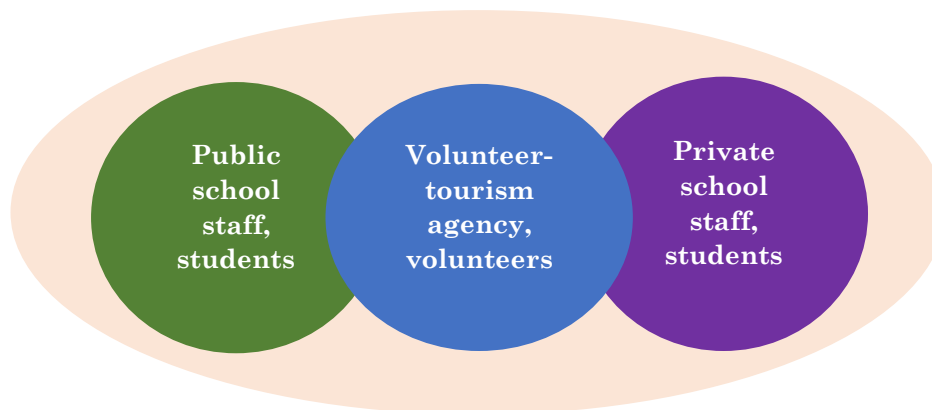 Public
school
staff,
students
Volunteer-
tourism
agency,
volunteers
Private
school
staff,
students